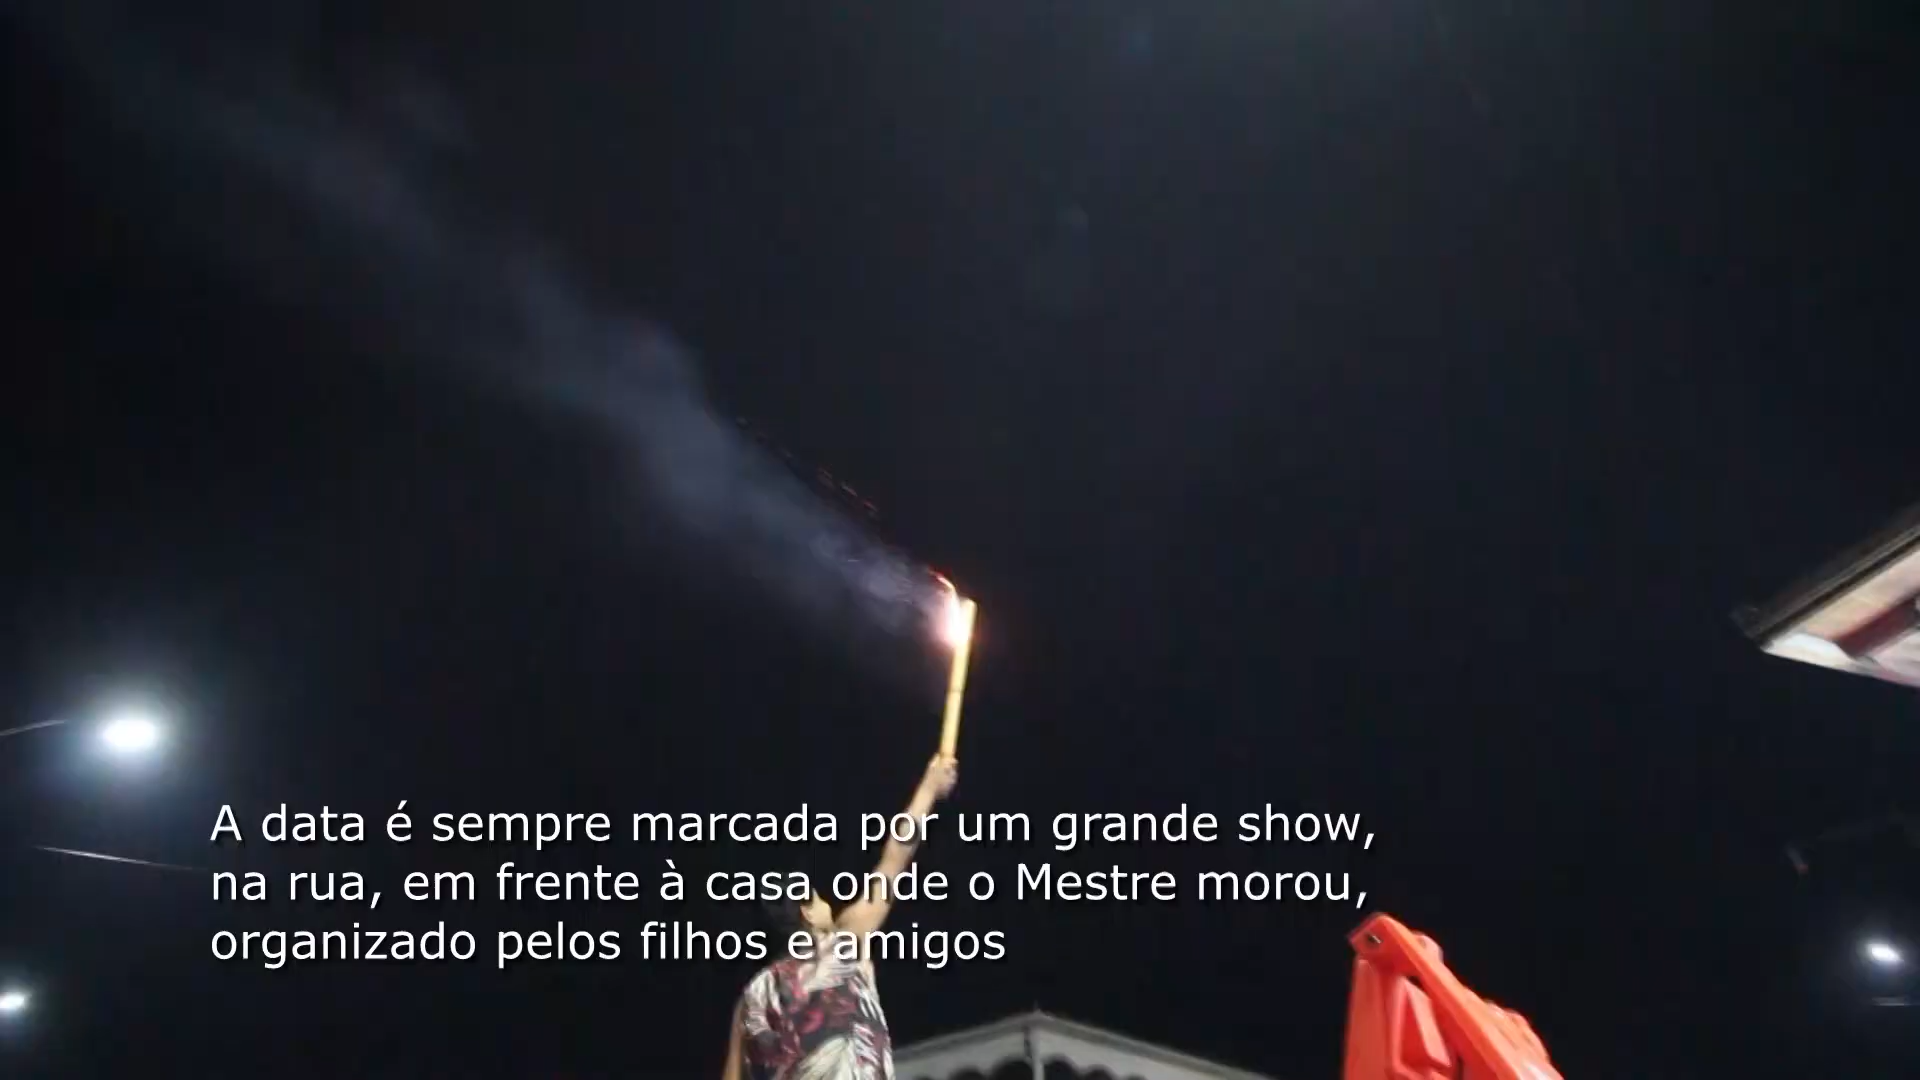 A data é sempre marcada por um grande show,
na rua, em frente à casa onde o Mestre morou,
organizado pelos filhos e amigos